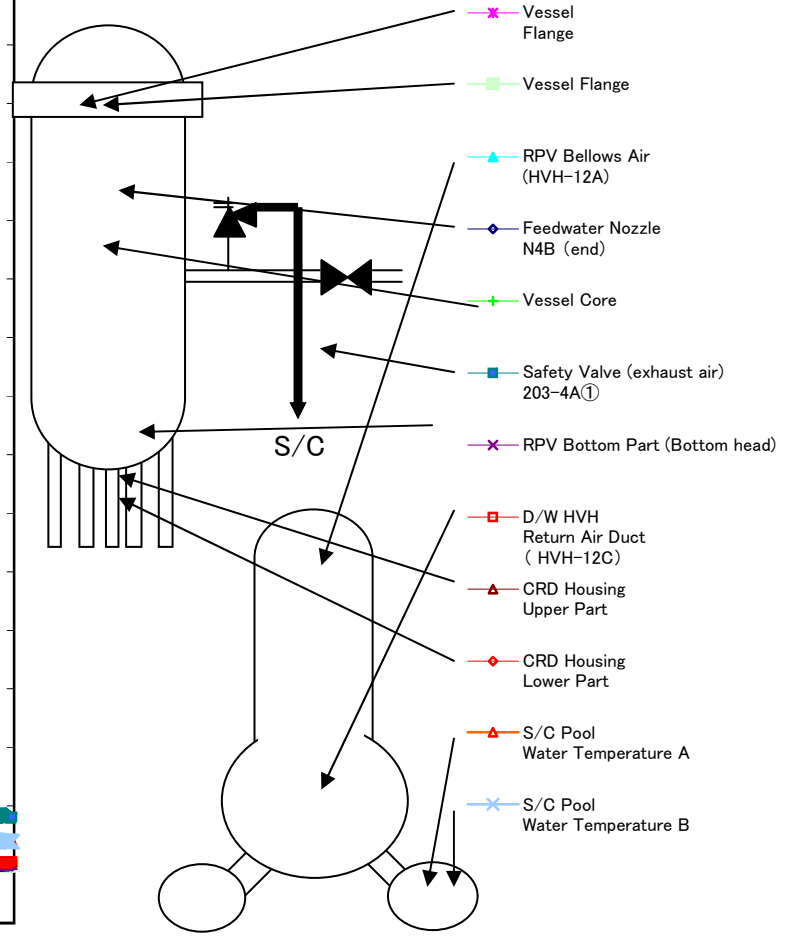 Vessel
Flange
Vessel Flange
RPV Bellows Air
(HVH-12A)
Feedwater Nozzle
N4B (end)
Vessel Core
Safety Valve (exhaust air)
203-4A①
S/C
RPV Bottom Part (Bottom head)
D/W HVH
Return Air Duct
( HVH-12C)
CRD Housing
Upper Part
CRD Housing
Lower Part
S/C Pool
Water Temperature A
S/C Pool
Water Temperature B